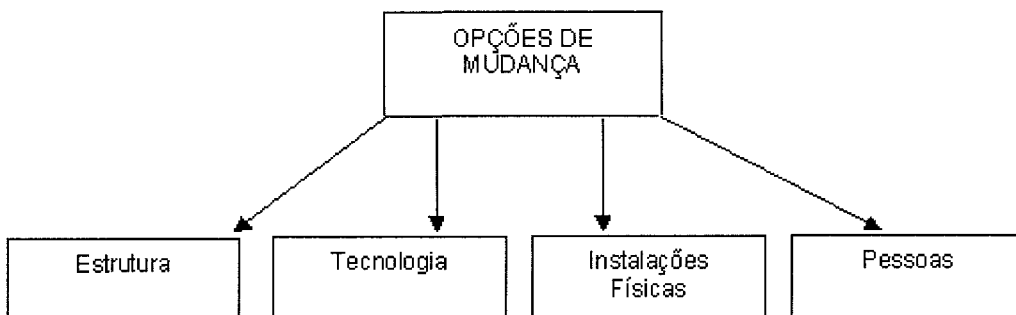 OPÇÕES DE
MUDANÇA
Estrutura
Tecnologia
Instalações
Físicas
Pessoas